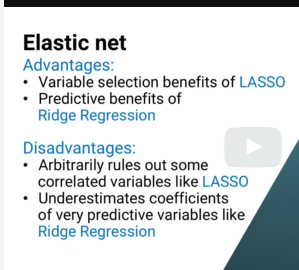 Elastic net
Advantages:
• Variable selection benefits of LASSO
• Predictive benefits of
Ridge Regression
Disadvantages:
• Arbitrarily rules out some
correlated variables like LASSO
• Underestimates coefficients
of very predictive variables like
Ridge Regression